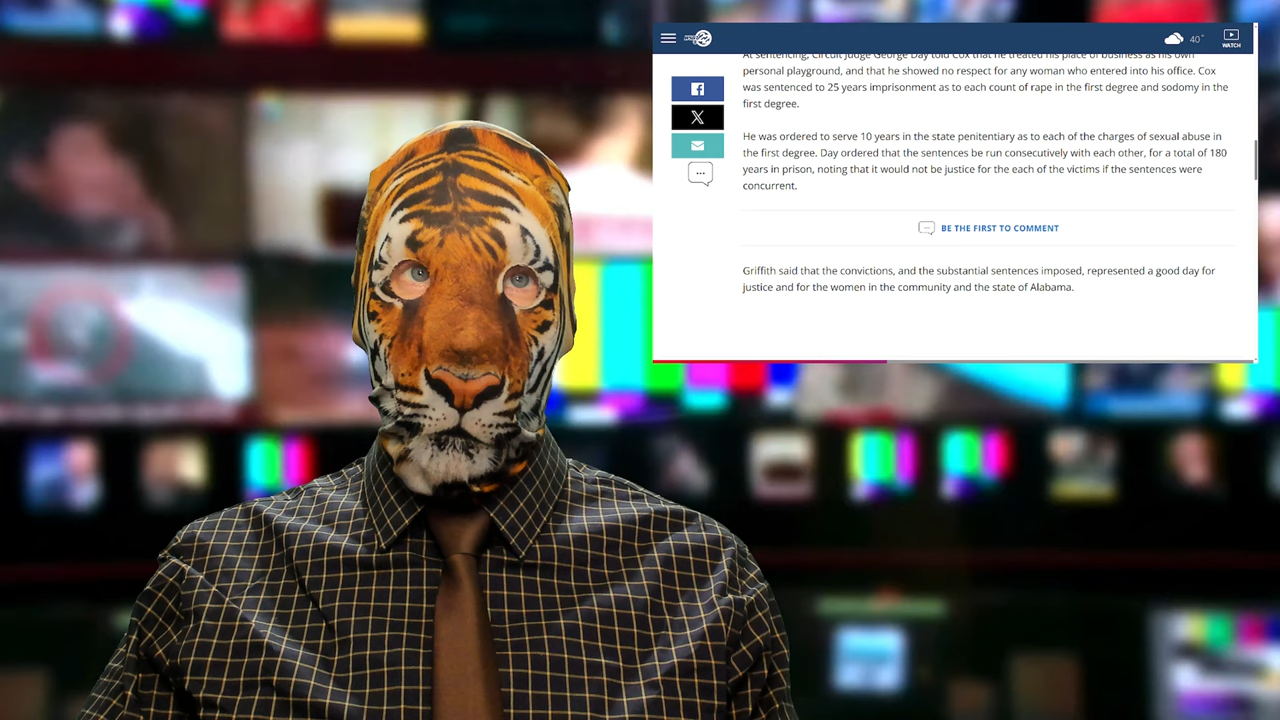 40°
WATCH
At sentencing, Circuit Judge George Day told Cox that he treated his place of business as his own
personal playground, and that he showed no respect for any woman who entered into his office. Cox
was sentenced to 25 years imprisonment as to each count of rape in the first degree and sodomy in the
first degree.
He was ordered to serve 10 years in the state penitentiary as to each of the charges of sexual abuse in
the first degree. Day ordered that the sentences be run consecutively with each other, for a total of 180
years in prison, noting that it would not be justice for the each of the victims if the sentences were
concurrent.
BE THE FIRST TO COMMENT
Griffith said that the convictions, and the substantial sentences imposed, represented a good day for
justice and for the women in the community and the state of Alabama.